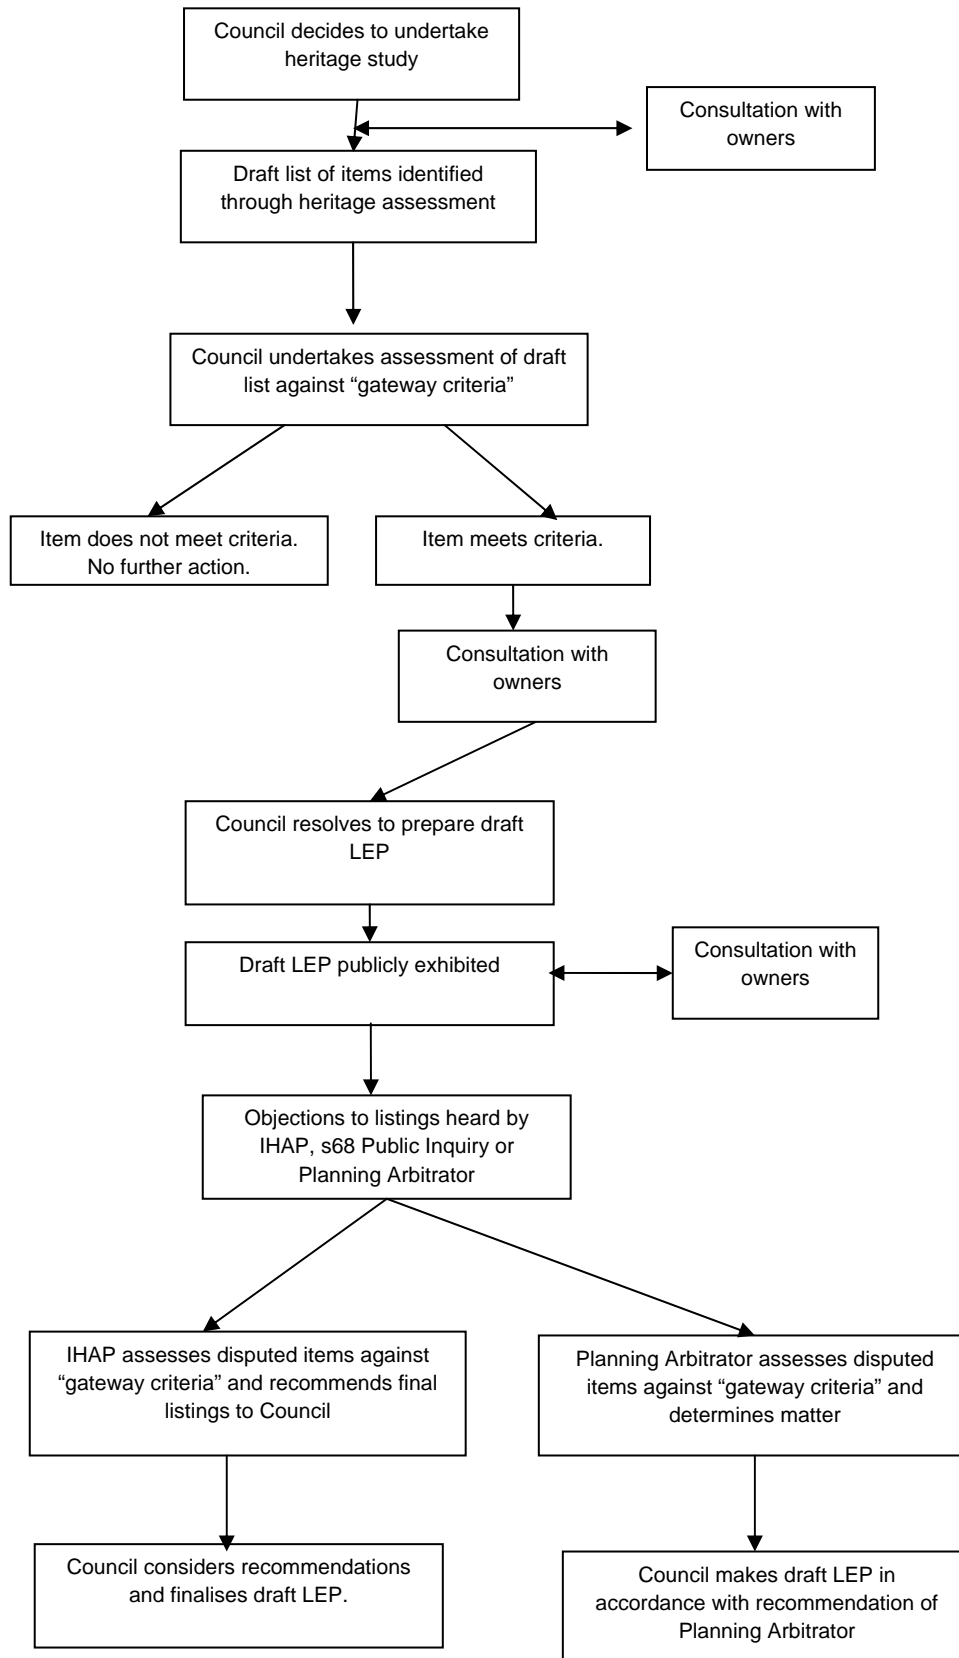 Council decides to undertake
heritage study
Consultation with
owners
Draft list of items identified
through heritage assessment
Council undertakes assessment of draft
list against “gateway criteria”
Item does not meet criteria.
No further action.
Item meets criteria.
Consultation with
owners
Council resolves to prepare draft
LEP
Draft LEP publicly exhibited
Consultation with
owners
Objections to listings heard by
IHAP, s68 Public Inquiry or
Planning Arbitrator
IHAP assesses disputed items against
“gateway criteria” and recommends final
listings to Council
Planning Arbitrator assesses disputed
items against “gateway criteria” and
determines matter
Council considers recommendations
and finalises draft LEP.
Council makes draft LEP in
accordance with recommendation of
Planning Arbitrator